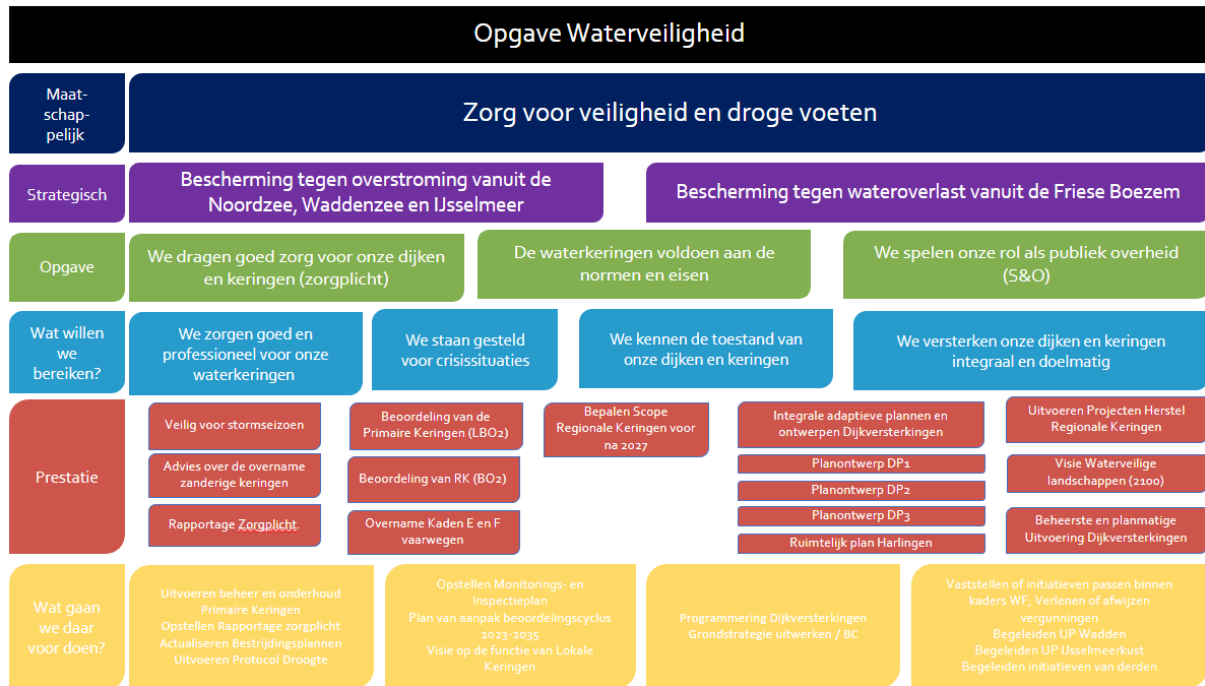 Opgave Waterveiligheid
Maat-
schap-
pelijk
Zorg voor veiligheid en droge voeten
Strategisch
Bescherming tegen overstroming vanuit de
Noordzee, Waddenzee en IJsselmeer
Bescherming tegen wateroverlast vanuit de Friese Boezem
Opgave
We dragen goed zorg voor onze dijken
en keringen (zorgplicht)
De waterkeringen voldoen aan de
normen en eisen
We spelen onze rol als publiek overheid
(S&O)
Wat willen
we
bereiken?
We zorgen goed en
professioneel voor onze
waterkeringen
We staan gesteld
voor crisissituaties
We kennen de toestand van
onze dijken en keringen
We versterken onze dijken en keringen
integraal en doelmatig
Prestatie
Veilig voor stormseizoen
Advies over de overname
zanderige keringen
Rapportage Zorgplicht
Beoordeling van de
Primaire Keringen (LBO2)
Beoordeling van RK (BO2)
Overname Kaden E en F
vaarwegen
Bepalen Scope
Regionale Keringen voor
na 2027
Integrale adaptieve plannen en
ontwerpen Dijkversterkingen
Planontwerp DP1
Planontwerp DP2
Planontwerp DP3
Ruimtelijk plan Harlingen
Uitvoeren Projecten Herstel
Regionale Keringen
Visie Waterveilige
landschappen (2100)
Beheerste en planmatige
Uitvoering Dijkversterkingen
Wat gaan
we daar
voor doen?
Uitvoeren beheer en onderhoud
Primaire Keringen
Opstellen Rapportage zorgplicht
Actualiseren Bestrijdingsplannen
Uitvoeren Protocol Droogte
Opstellen Monitorings- en
Inspectieplan
Plan van aanpak beoordelingscyclus
2023-2035
Visie op de functie van Lokale
Keringen
Programmering Dijkversterkingen
Grondstrategie uitwerken / BC
Vaststellen of initiatieven passen binnen
kaders WF; Verlenen of afwijzen
vergunningen
Begeleiden UP Wadden
Begeleiden UP IJsselmeerkust
Begeleiden initiatieven van derden